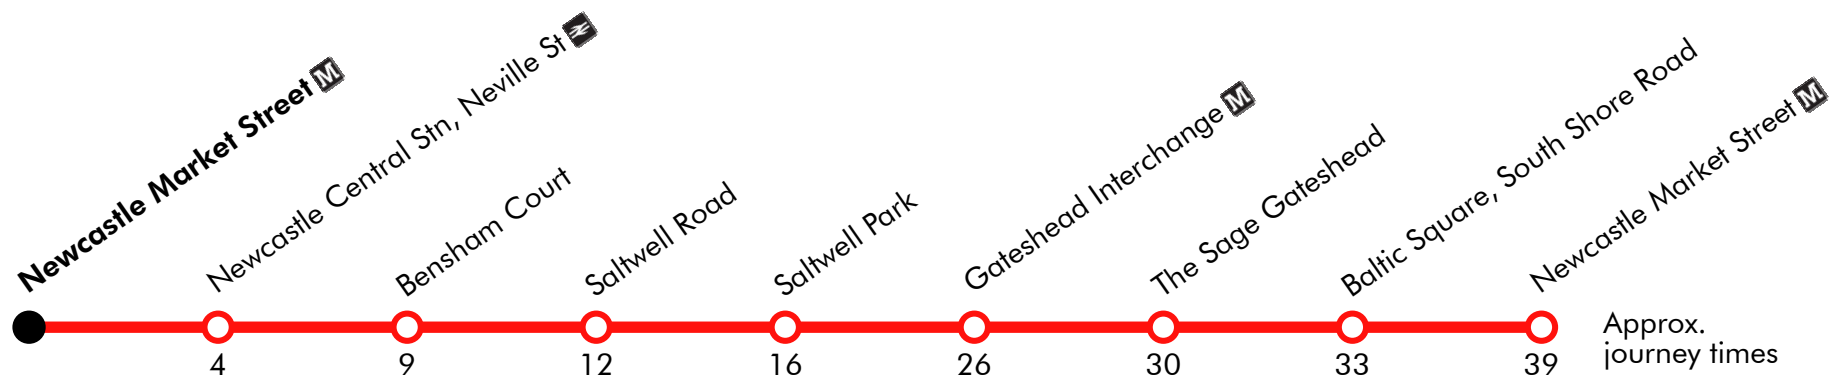 Newcastle Market Street M
Newcastle Central Stn, Neville St
Bensham Court
Saltwell Road
Saltwell Park
Gateshead Interchange M
The Sage Gateshead
Baltic Square, South Shore Road
Newcastle Market Street M
4
9
12
16
26
30
33
39
Approx.
journey times